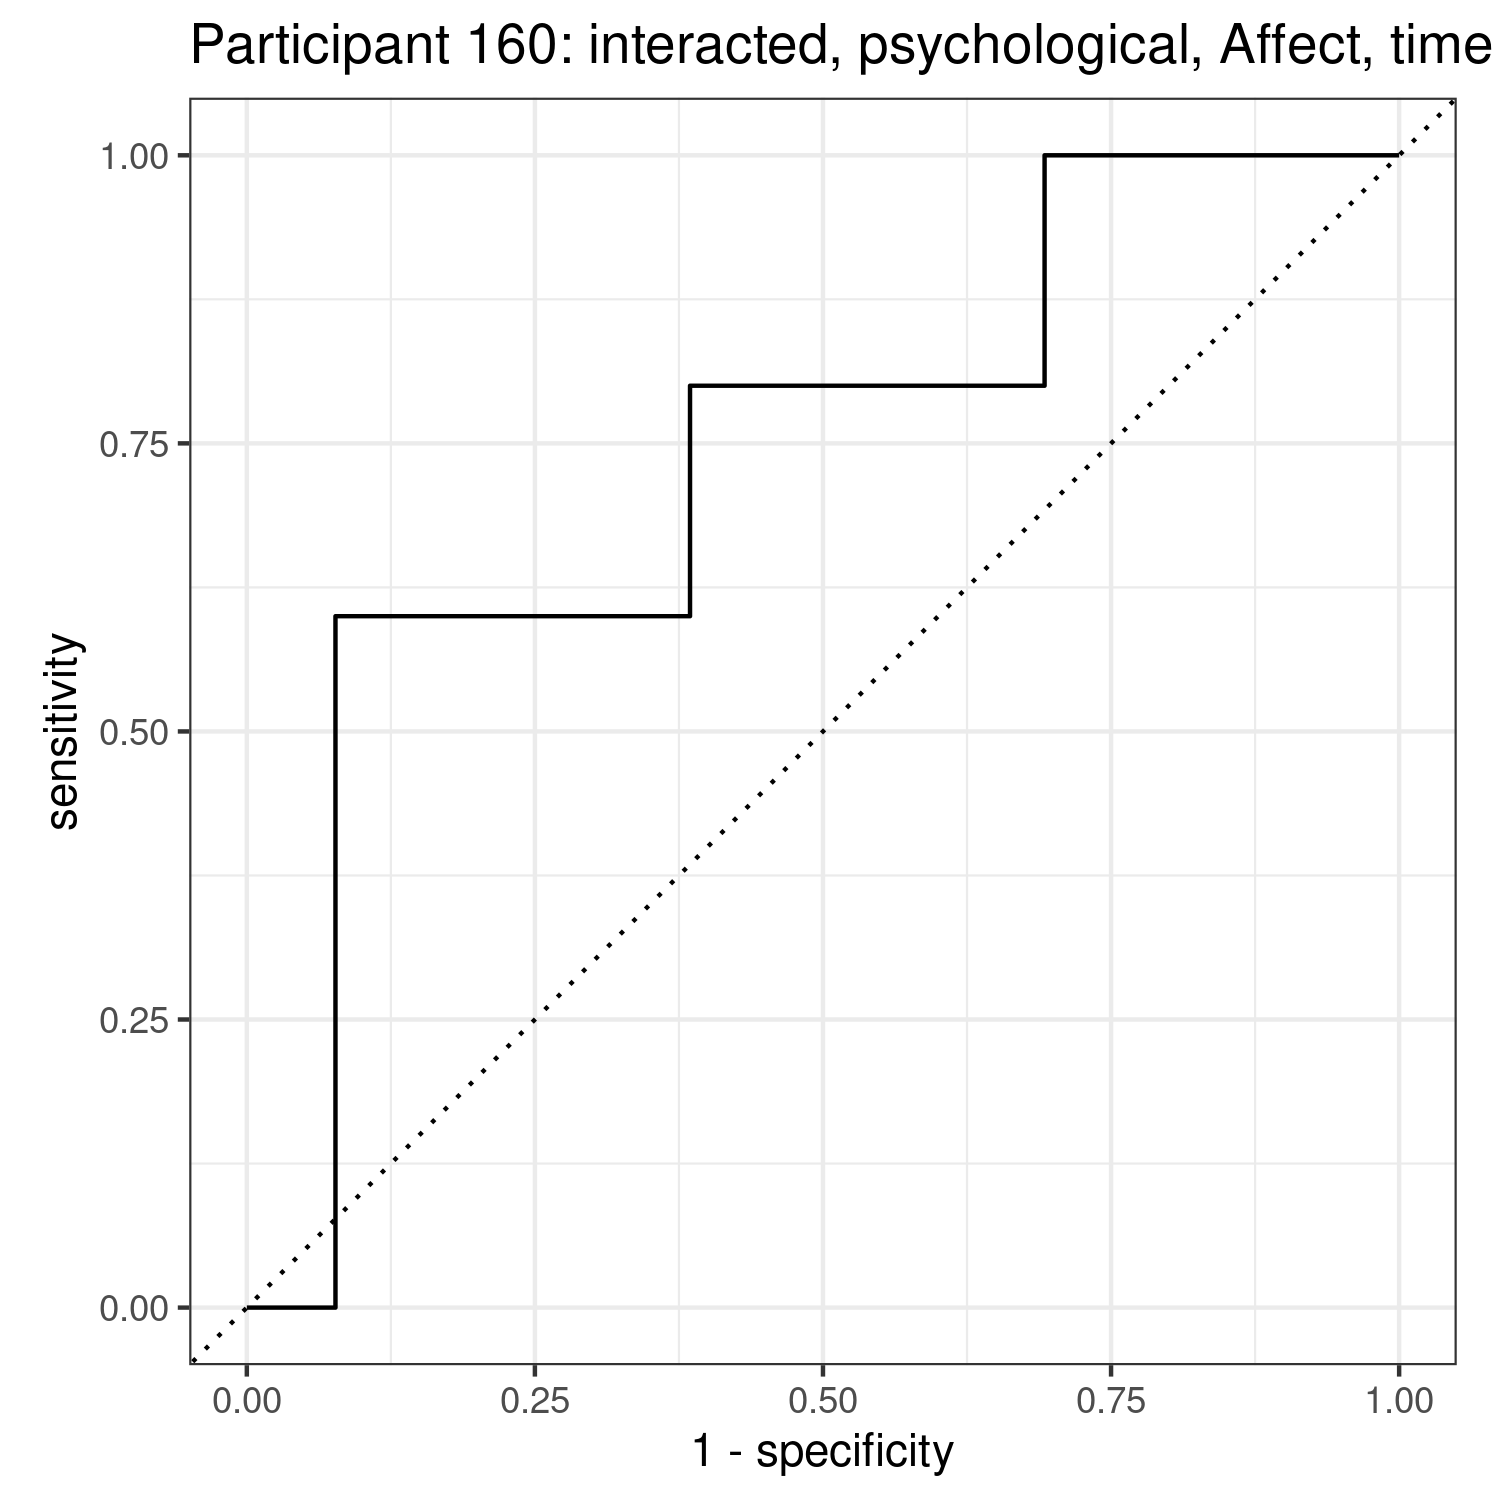 Participant 160: interacted, psychological, Affect, time
1.00
0.75
0.50
0.25
0.00
sensitivity
0.00 0.25 0.50 0.75 1.00
1 - specificity